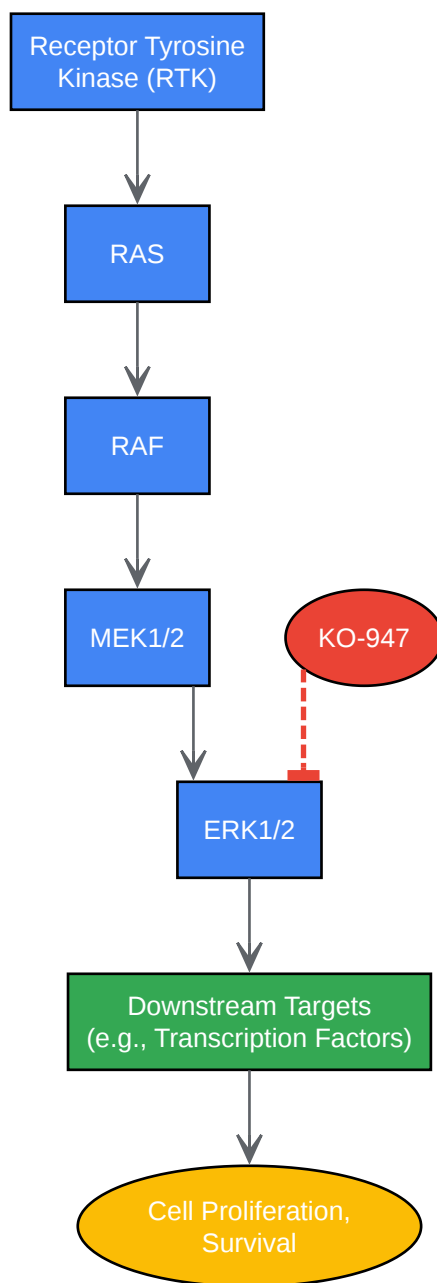 Receptor Tyrosine
Kinase (RTK)
RAS
RAF
MEK1/2
KO-947
ERK1/2
Downstream Targets
(e.g., Transcription Factors)
Cell Proliferation,
Survival